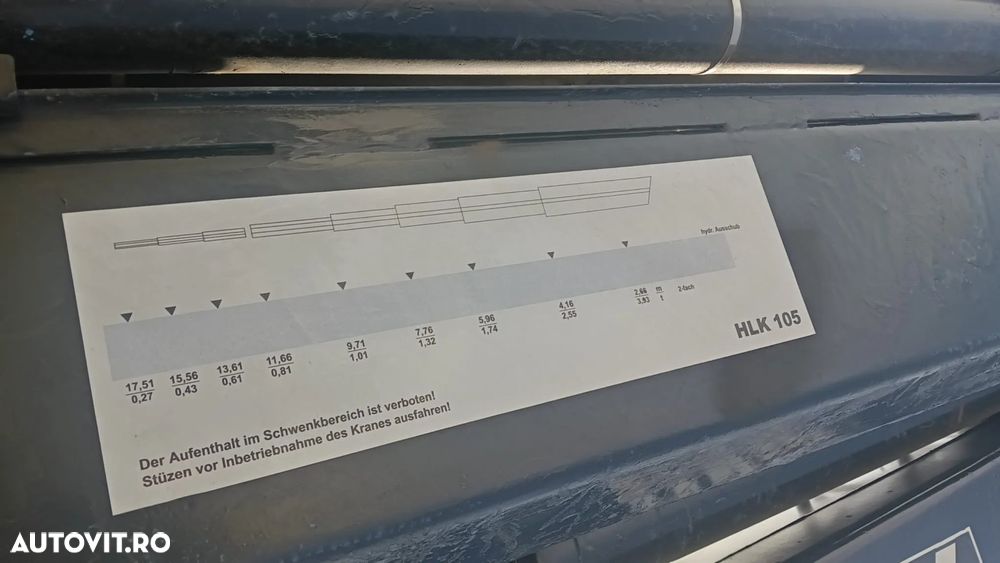 hydr. Ausschub
17,51 15,56 13,61 11,66 9,71 7,76 5,96 4,16 2,66 m 2-fach
0,27 0,43 0,61 0,81 1,01 1,32 1,74 2,55 3,93 t
HLK 105
Der Aufenthalt im Schwenkbereich ist verboten!
Stüzen vor Inbetriebnahme des Kranes ausfahren!
AUTOVIT.RO